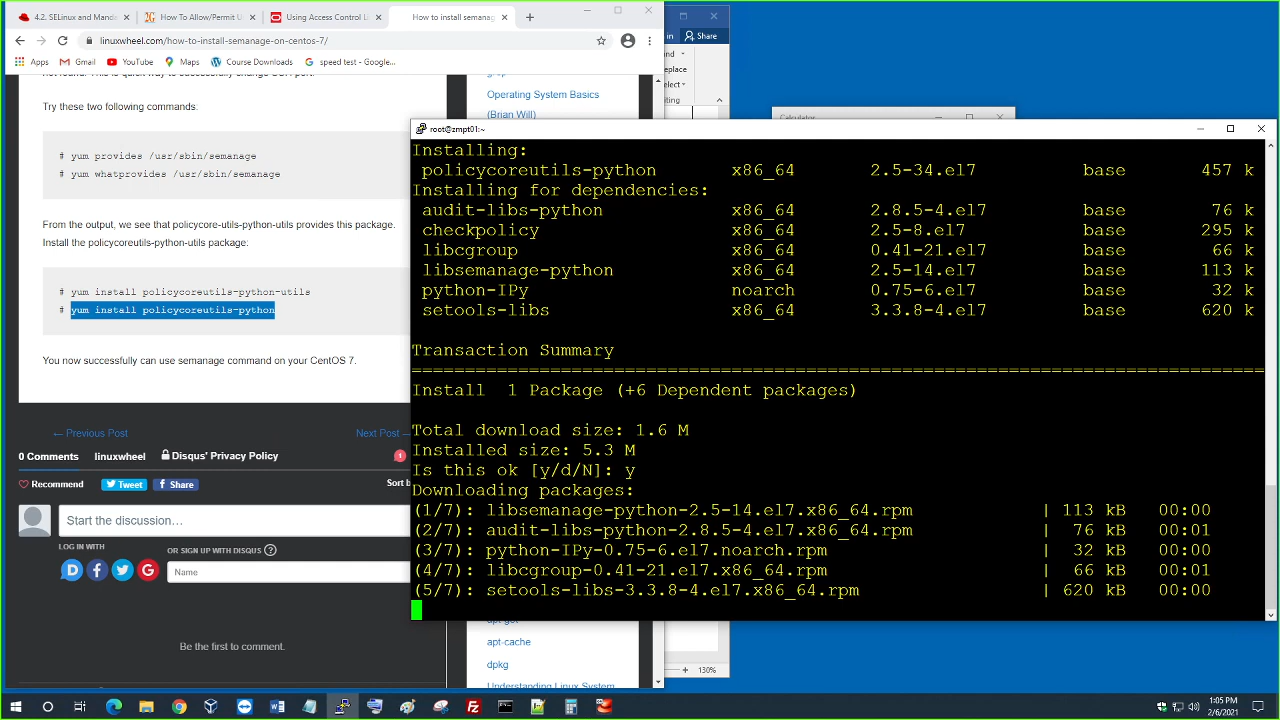 4.2. SELinux and Manda
How To Allow/Permit U
Using Access Control Li
How to install semanag
linuxwheel.com/how-to-install-semanage-on-centos-7/
Apps
Gmail
YouTube
Maps
Course Downloads
speed test - Google...
in
Share
place
elect
Try these two following commands:
# yum provides /usr/sbin/semanage
# yum whatprovides /usr/sbin/semanage
From the output, we see that policycore-utils-python-utils provides this package.
Install the policycoreutils-python-utils package:
# yum install policycoreutils-python-utils
# yum install policycoreutils-python
You now successfully can use semanage command on your CentOS 7.
← Previous Post
Next Post
0 Comments
linuxwheel
Disqus' Privacy Policy
1
Recommend
Tweet
Share
Sort b
Start the discussion…
LOG IN WITH
OR SIGN UP WITH DISQUS ?
Name
Be the first to comment.
Operating System Basics
(Brian Will)
apt-get
apt-cache
dpkg
Understanding Linux System
130%
Calculator
root@zmpt01:~
Installing:
policycoreutils-python x86_64 2.5-34.el7 base 457 k
Installing for dependencies:
audit-libs-python x86_64 2.8.5-4.el7 base 76 k
checkpolicy x86_64 2.5-8.el7 base 295 k
libcgroup x86_64 0.41-21.el7 base 66 k
libsemanage-python x86_64 2.5-14.el7 base 113 k
python-IPy noarch 0.75-6.el7 base 32 k
setools-libs x86_64 3.3.8-4.el7 base 620 k
Transaction Summary
================================================================================
Install 1 Package (+6 Dependent packages)
Total download size: 1.6 M
Installed size: 5.3 M
Is this ok [y/d/N]: y
Downloading packages:
(1/7): libsemanage-python-2.5-14.el7.x86_64.rpm | 113 kB 00:00
(2/7): audit-libs-python-2.8.5-4.el7.x86_64.rpm | 76 kB 00:01
(3/7): python-IPy-0.75-6.el7.noarch.rpm | 32 kB 00:00
(4/7): libcgroup-0.41-21.el7.x86_64.rpm | 66 kB 00:01
(5/7): setools-libs-3.3.8-4.el7.x86_64.rpm | 620 kB 00:00
1:05 PM
2/6/2021